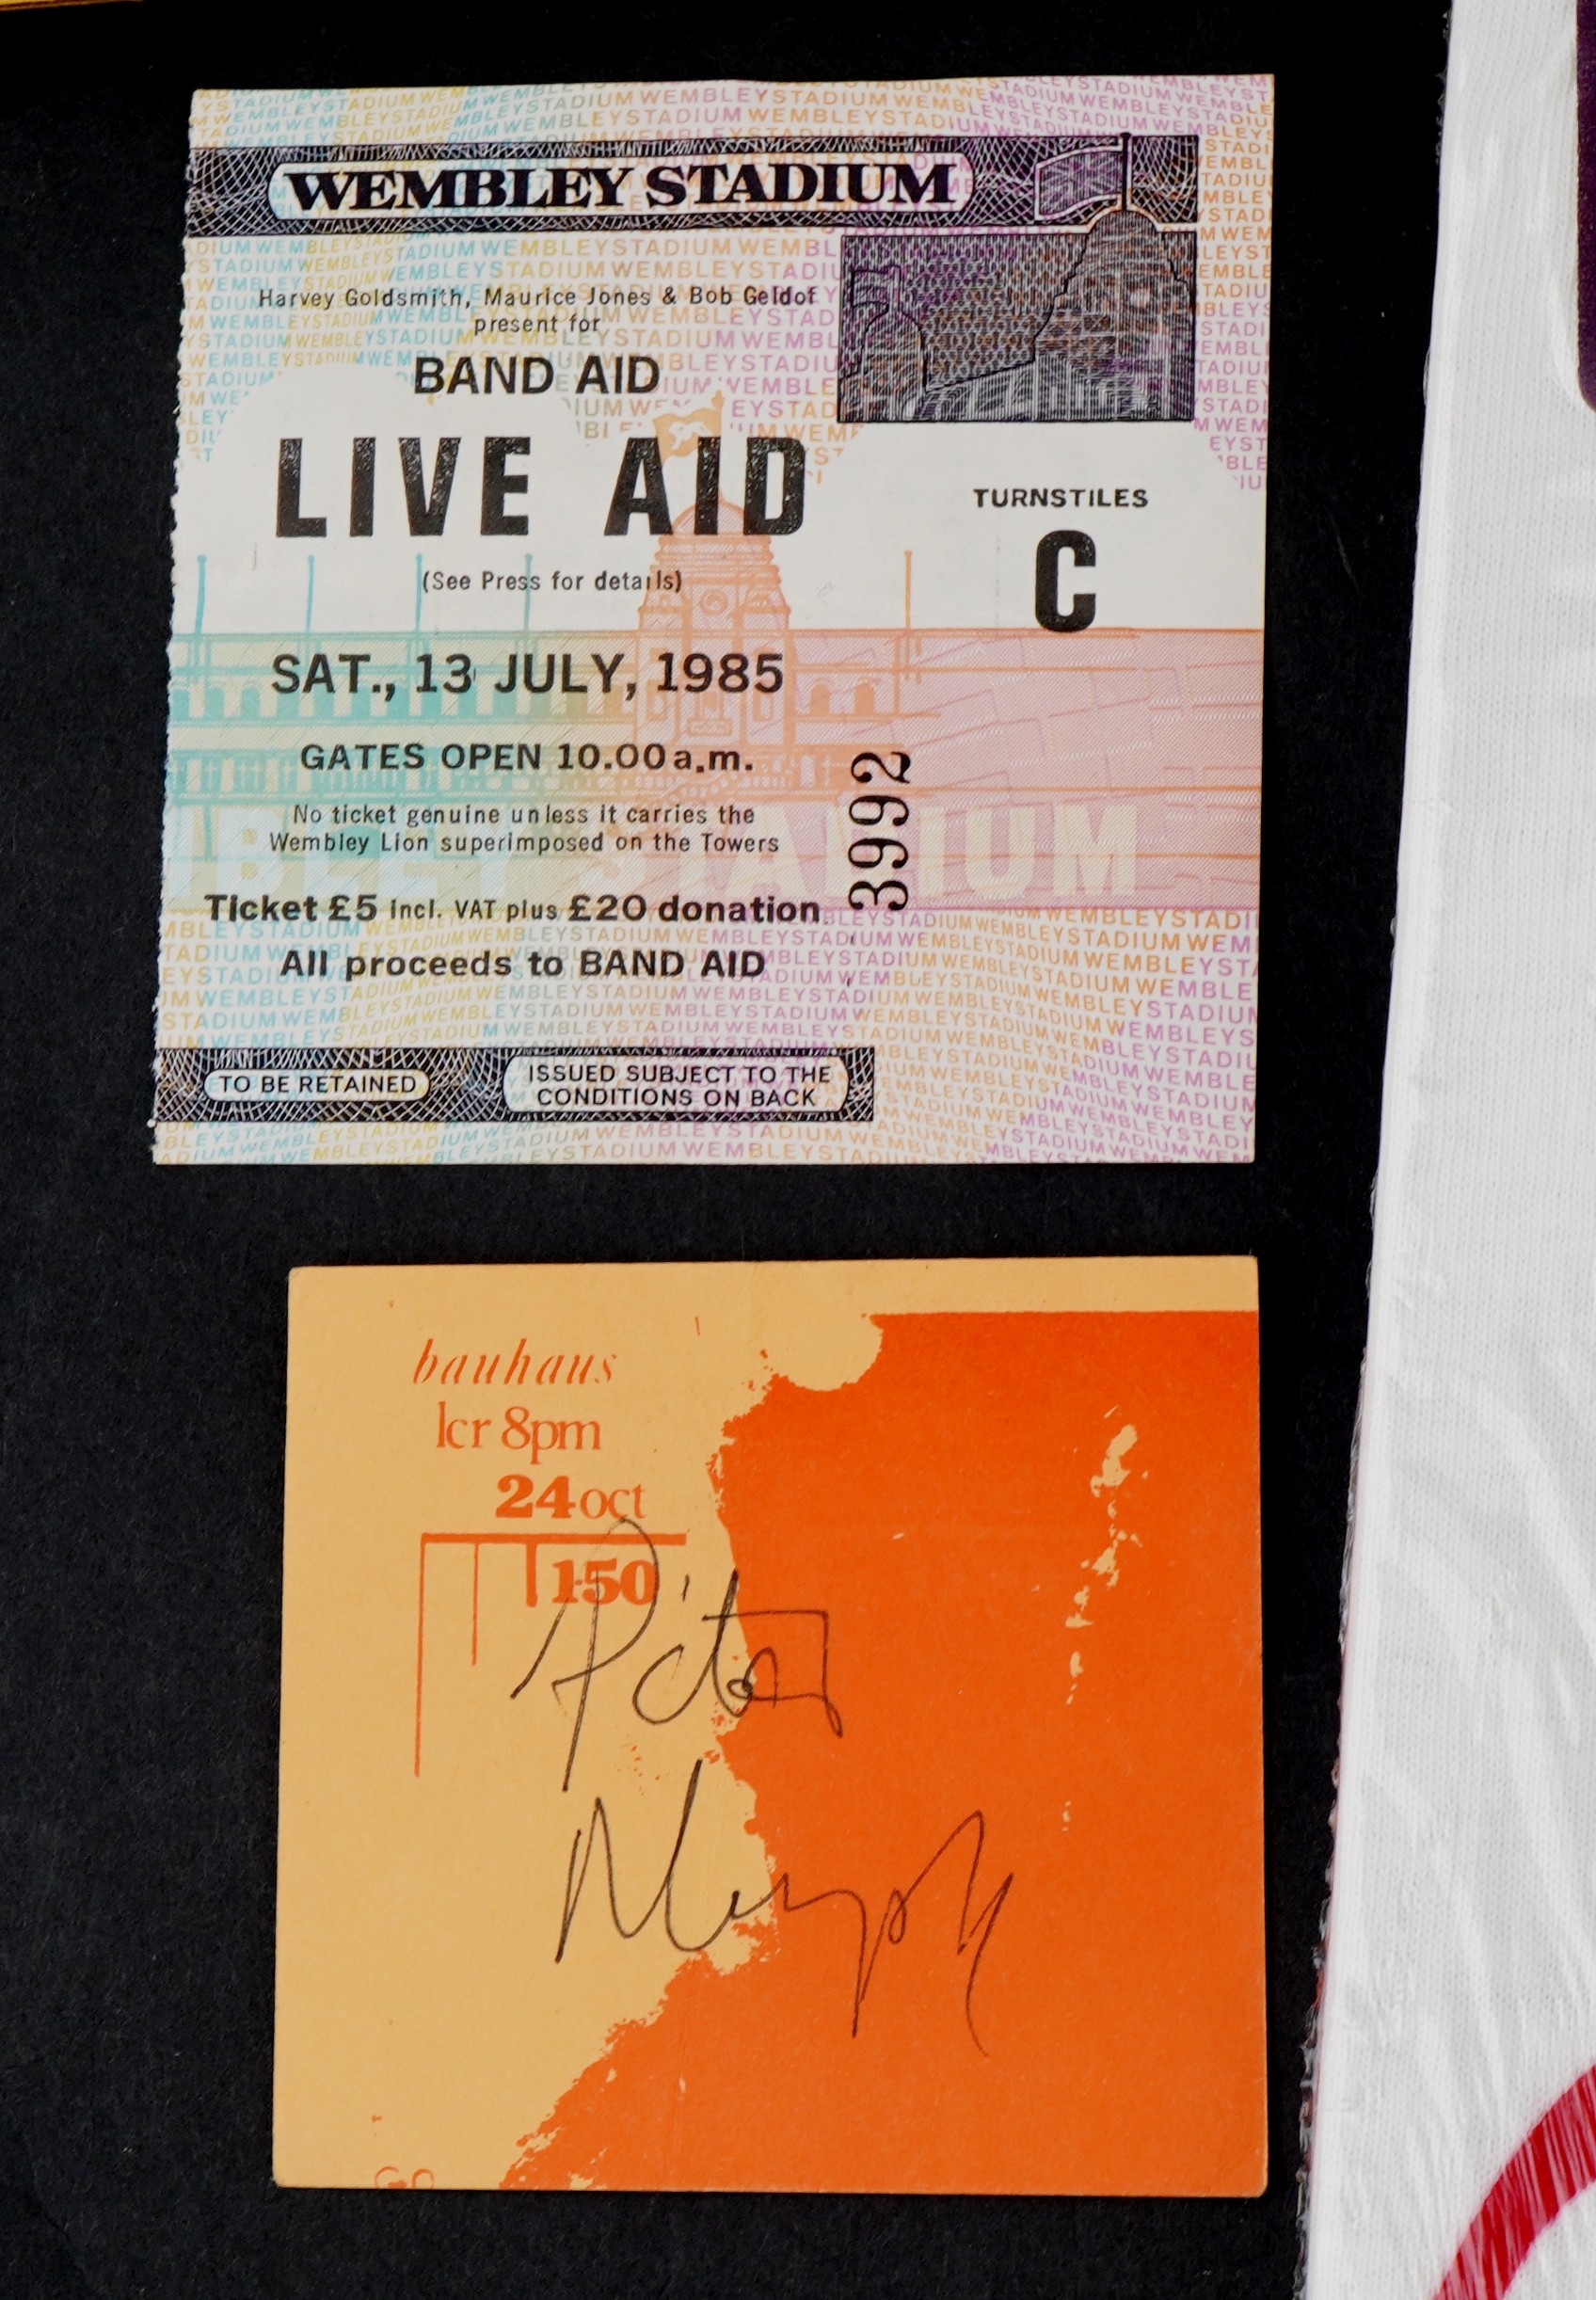 WEMBLEY STADIUM
Harvey Goldsmith, Maurice Jones & Bob Geldof
present for
BAND AID
LIVE AID
(See Press for details)
TURNSTILES
C
SAT., 13 JULY, 1985
GATES OPEN 10.00 a.m.
No ticket genuine unless it carries the
Wembley Lion superimposed on the Towers
3992
Ticket £5 incl. VAT plus £20 donation
All proceeds to BAND AID
TO BE RETAINED
ISSUED SUBJECT TO THE
CONDITIONS ON BACK
bauhaus
lcr 8pm
24 oct
1·50
Peter
Murphy